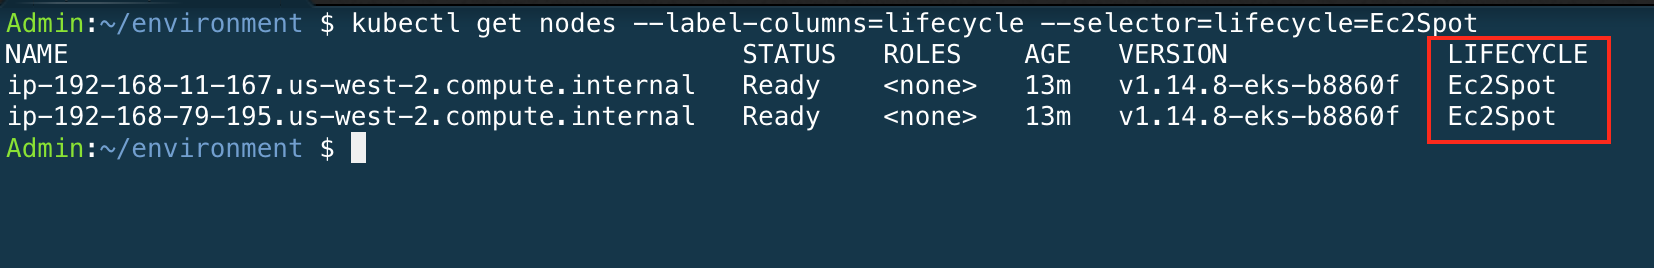 Admin:~/environment $ kubectl get nodes --label-columns=lifecycle --selector=lifecycle=Ec2Spot
NAME STATUS ROLES AGE VERSION LIFECYCLE
ip-192-168-11-167.us-west-2.compute.internal Ready <none> 13m v1.14.8-eks-b8860f Ec2Spot
ip-192-168-79-195.us-west-2.compute.internal Ready <none> 13m v1.14.8-eks-b8860f Ec2Spot
Admin:~/environment $